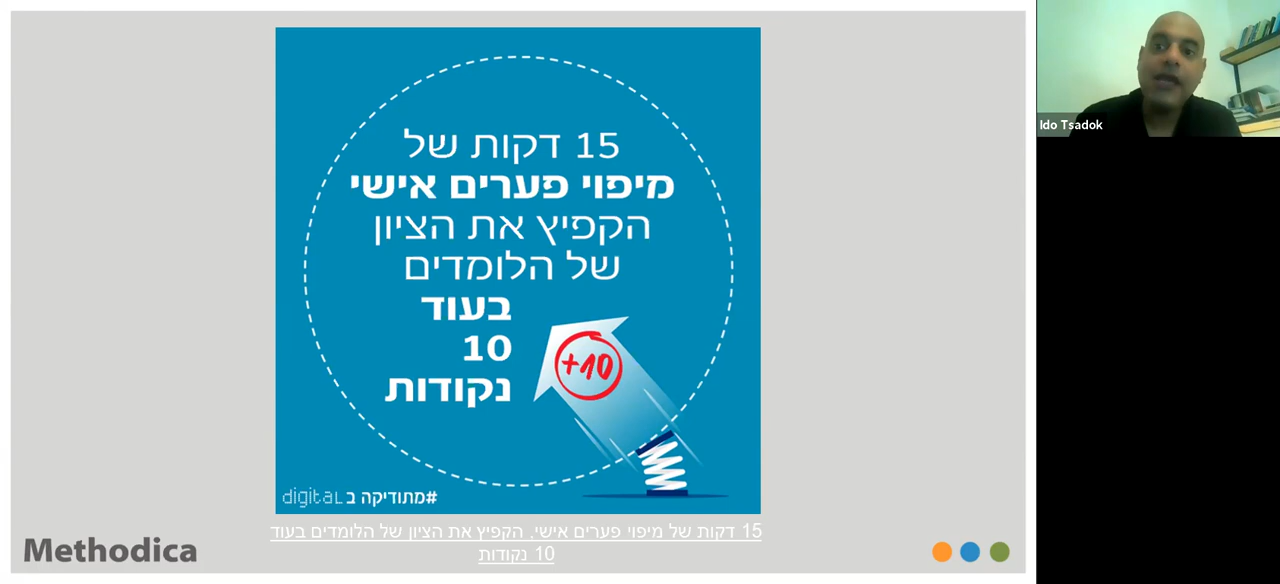 15 דקות של
מיפוי פערים אישי
הקפיץ את הציון
של הלומדים
בעוד
10
נקודות
+10
#מתודיקה ב digital
15 דקות של מיפוי פערים אישי, הקפיץ את הציון של הלומדים בעוד
10 נקודות
Methodica
Ido Tsadok